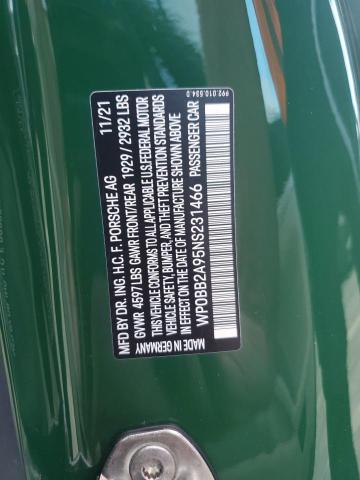 992.010.534.0
11/21
MFD BY DR. ING. H.C. F. PORSCHE AG
GVWR 4597 LBS GAWR FRONT/REAR 1929 / 2932 LBS
THIS VEHICLE CONFORMS TO ALL APPLICABLE U.S. FEDERAL MOTOR
VEHICLE SAFETY, BUMPER, AND THEFT PREVENTION STANDARDS
IN EFFECT ON THE DATE OF MANUFACTURE SHOWN ABOVE
WP0BB2A95NS231466 PASSENGER CAR
MADE IN GERMANY